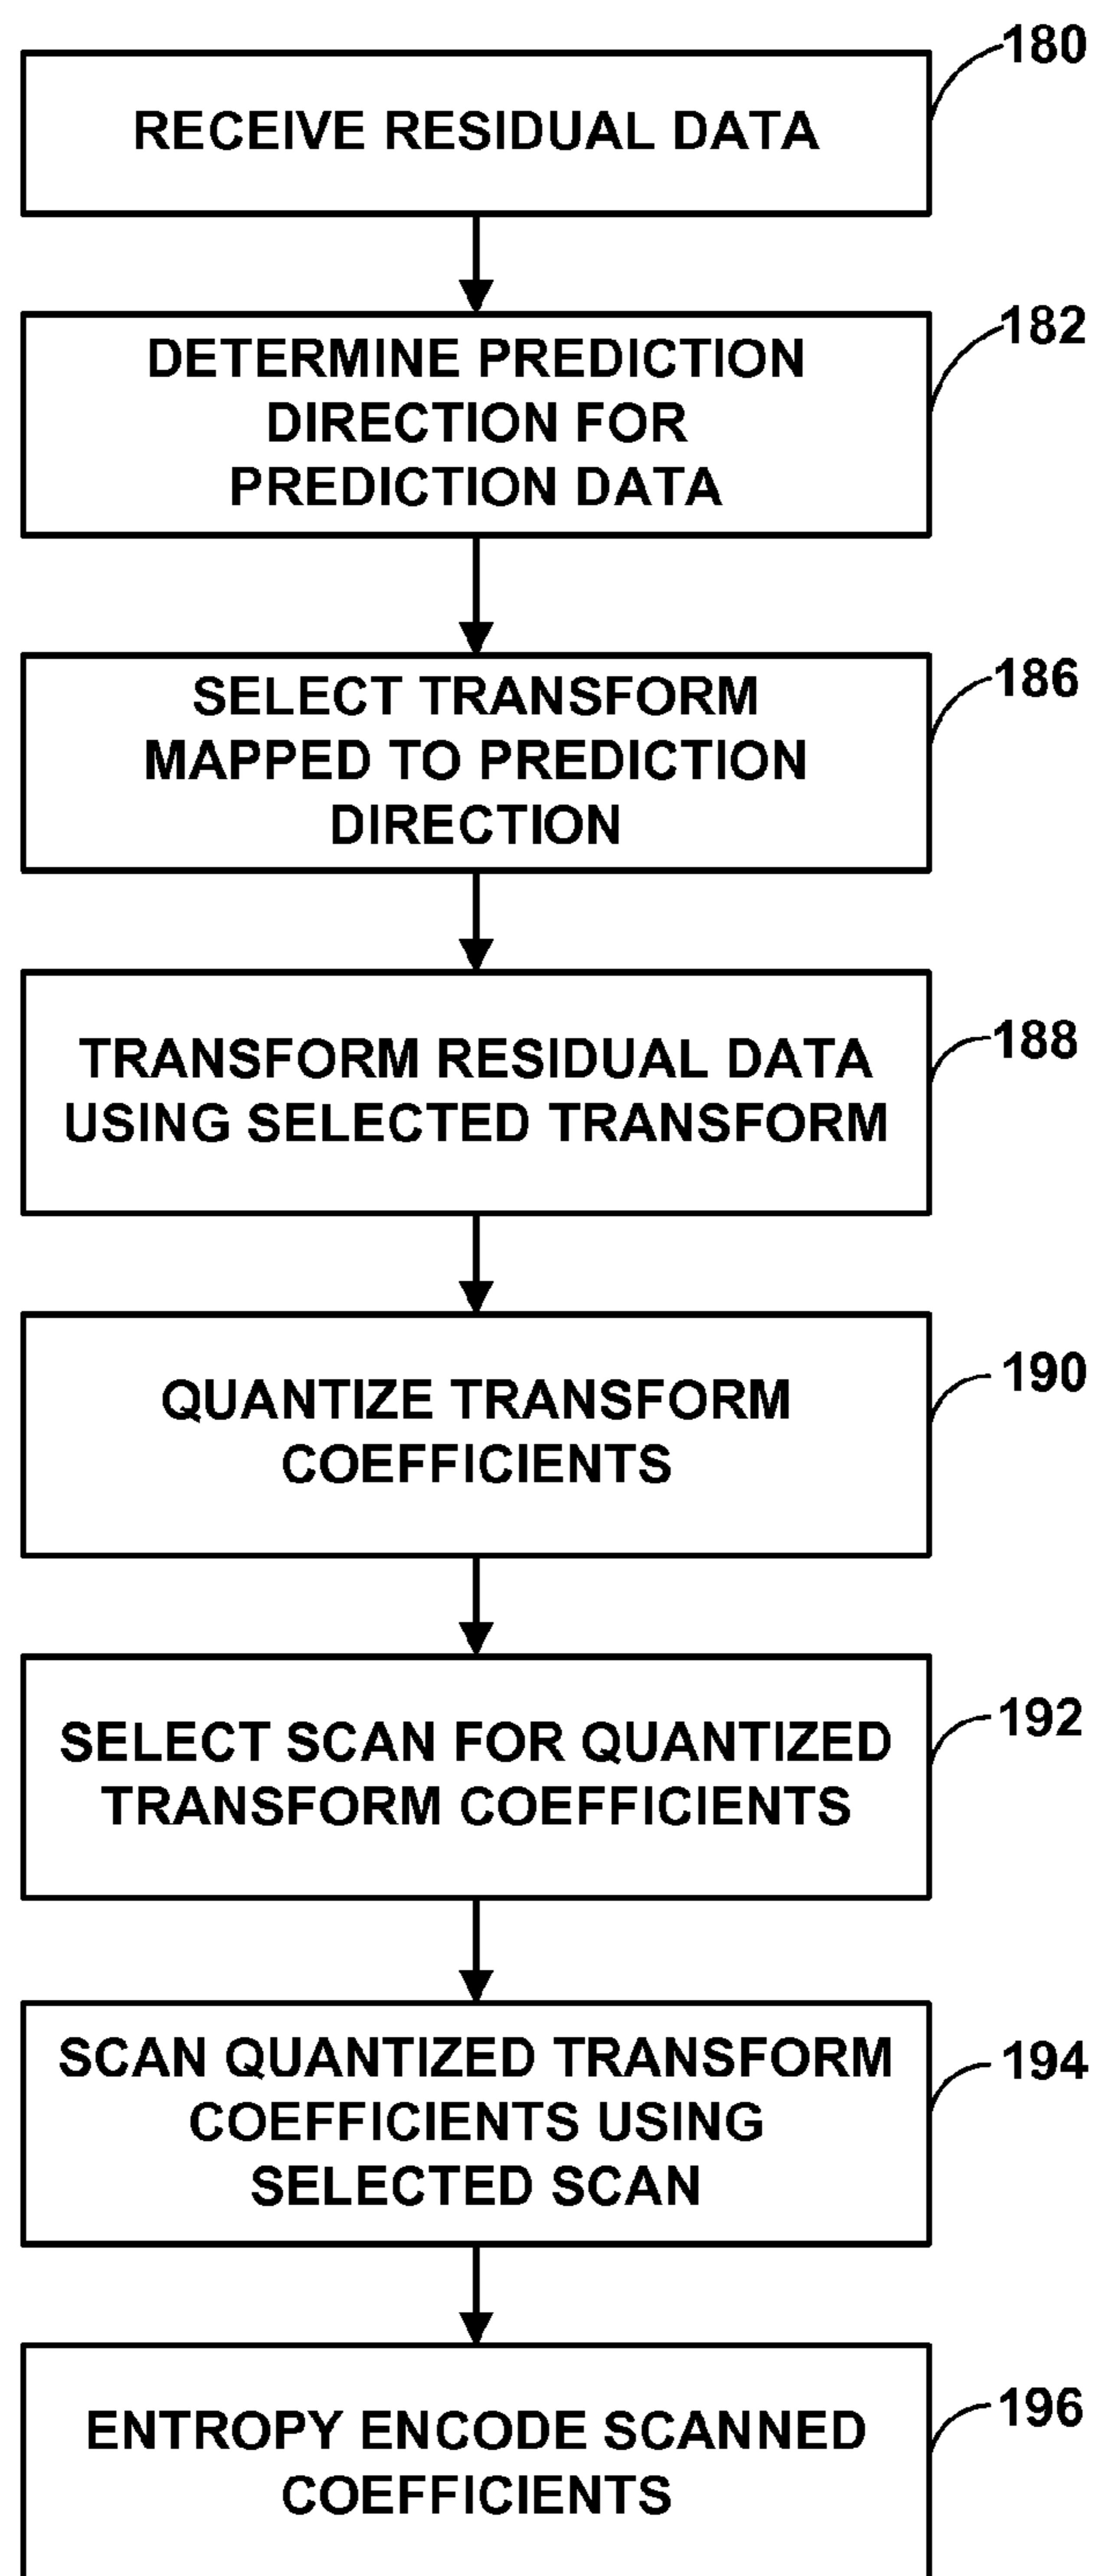 180
RECEIVE RESIDUAL DATA
182
DETERMINE PREDICTION
DIRECTION FOR
PREDICTION DATA
186
SELECT TRANSFORM
MAPPED TO PREDICTION
DIRECTION
188
TRANSFORM RESIDUAL DATA
USING SELECTED TRANSFORM
190
QUANTIZE TRANSFORM
COEFFICIENTS
192
SELECT SCAN FOR QUANTIZED
TRANSFORM COEFFICIENTS
194
SCAN QUANTIZED TRANSFORM
COEFFICIENTS USING
SELECTED SCAN
196
ENTROPY ENCODE SCANNED
COEFFICIENTS